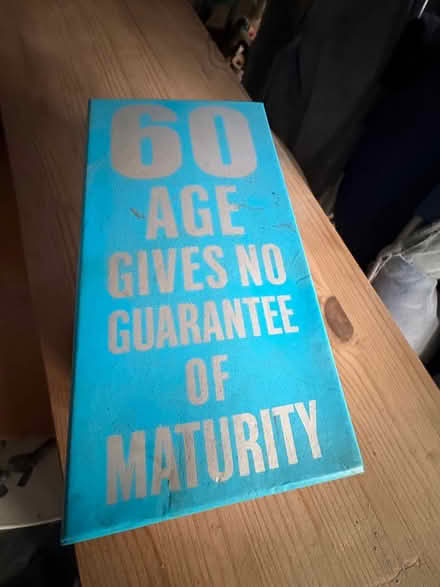 60
AGE
GIVES NO
GUARANTEE
OF
MATURITY